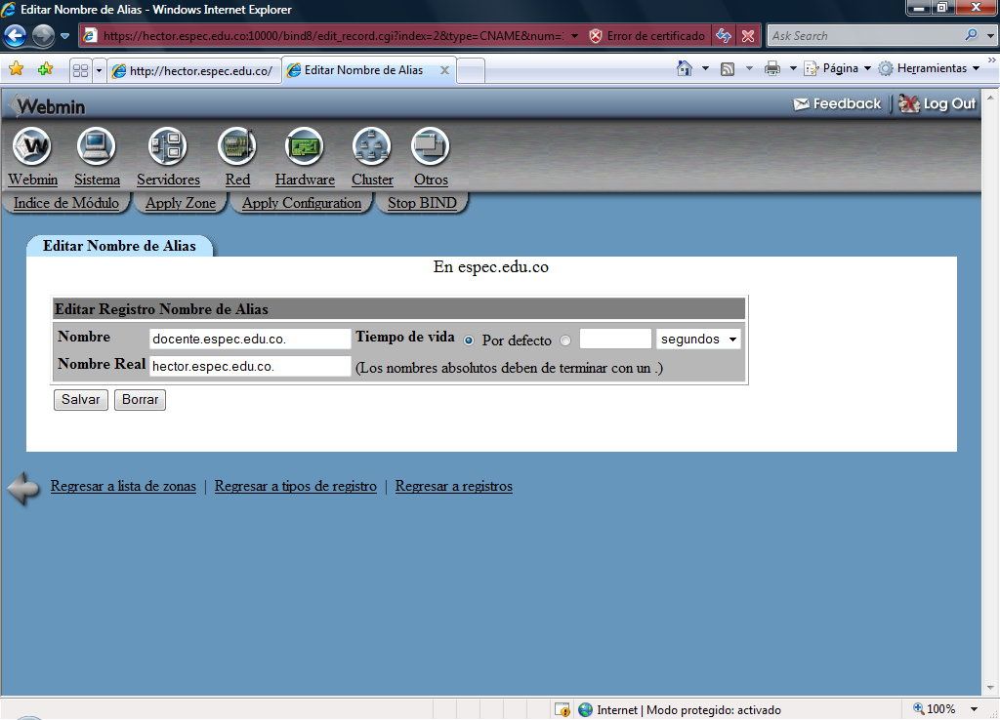 Editar Nombre de Alias - Windows Internet Explorer
https://hector.espec.edu.co:10000/bind8/edit_record.cgi?index=2&type=CNAME&num=: Error de certificado Ask Search
http://hector.espec.edu.co/ Editar Nombre de Alias Página Herramientas
Webmin Feedback Log Out
Webmin Sistema Servidores Red Hardware Cluster Otros
Indice de Módulo Apply Zone Apply Configuration Stop BIND
Editar Nombre de Alias
En espec.edu.co
Editar Registro Nombre de Alias
Nombre docente.espec.edu.co. Tiempo de vida Por defecto segundos
Nombre Real hector.espec.edu.co. (Los nombres absolutos deben de terminar con un .)
Salvar Borrar
Regresar a lista de zonas | Regresar a tipos de registro | Regresar a registros
Internet | Modo protegido: activado 100%